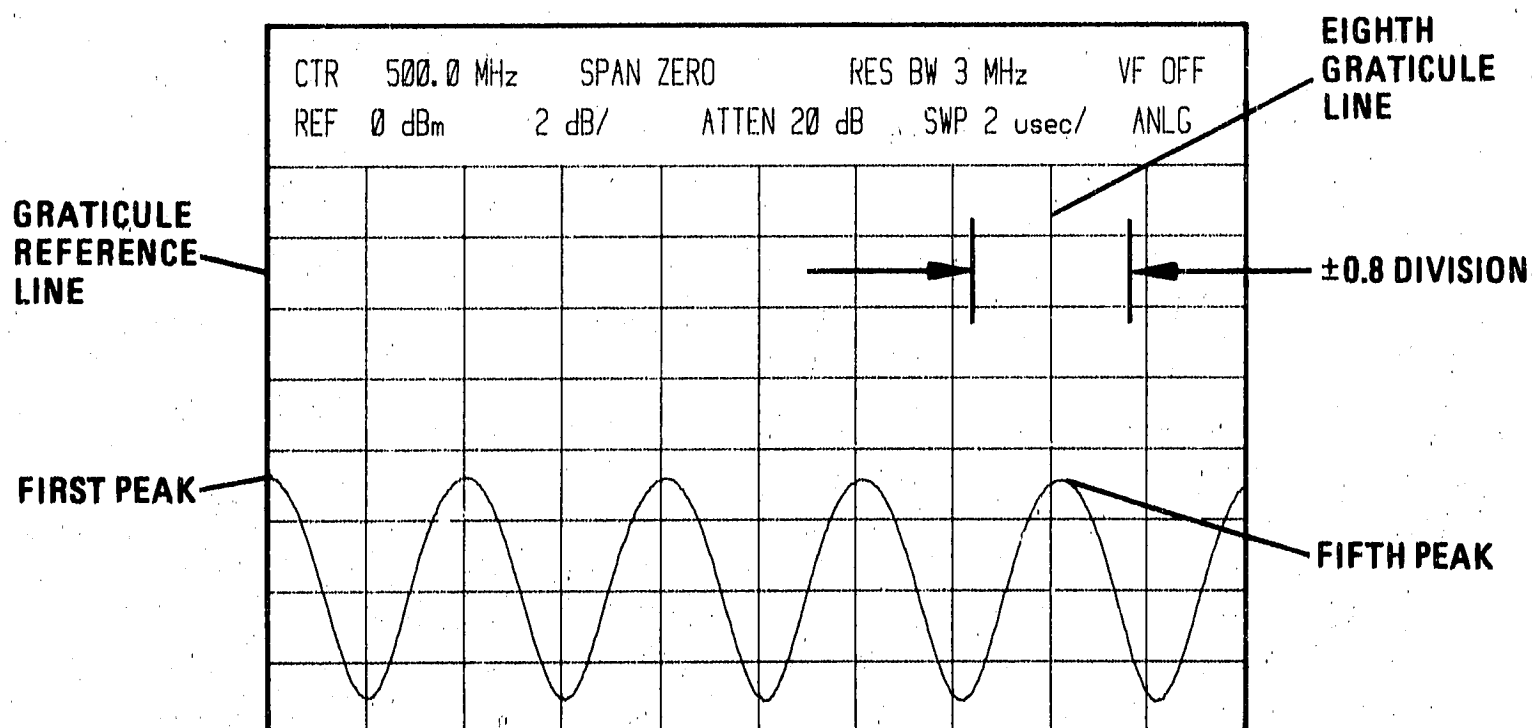 CTR 500.0 MHz SPAN ZERO RES BW 3 MHz VF OFF
REF 0 dBm 2 dB/ ATTEN 20 dB SWP 2 usec/ ANLG
EIGHTH
GRATICULE
LINE
GRATICULE
REFERENCE
LINE
±0.8 DIVISION
FIRST PEAK
FIFTH PEAK